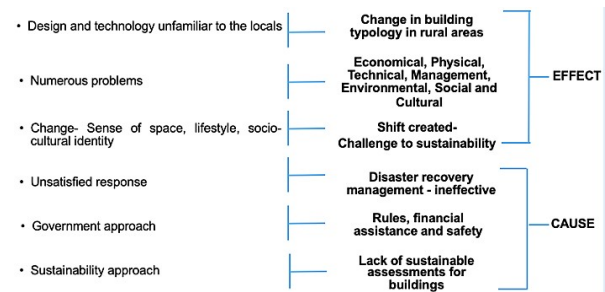 • Design and technology unfamiliar to the locals
Change in building
typology in rural areas
• Numerous problems
Economical, Physical,
Technical, Management,
Environmental, Social and
Cultural
EFFECT
• Change- Sense of space, lifestyle, socio-
cultural identity
Shift created-
Challenge to sustainability
• Unsatisfied response
Disaster recovery
management - ineffective
• Government approach
Rules, financial
assistance and safety
CAUSE
• Sustainability approach
Lack of sustainable
assessments for
buildings